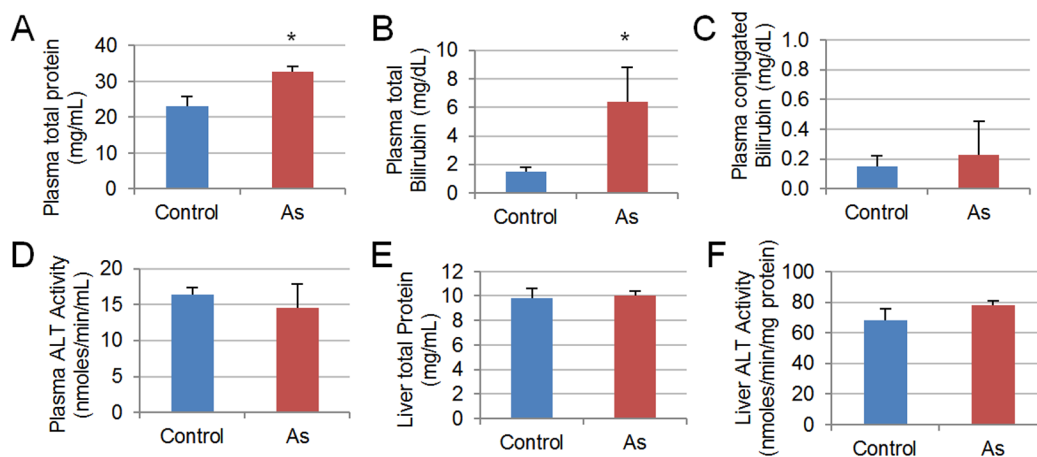 A
Plasma total protein
(mg/mL)
40
30
20
10
0
*
Control
As
B
Plasma total
Bilirubin (mg/dL)
10
8
6
4
2
0
*
Control
As
C
Plasma conjugated
Bilirubin (mg/dL)
1.0
0.8
0.6
0.4
0.2
0.0
Control
As
D
Plasma ALT Activity
(nmoles/min/mL)
20
15
10
5
0
Control
As
E
Liver total Protein
(mg/mL)
12
10
8
6
4
2
0
Control
As
F
Liver ALT Activity
(nmoles/min/mg protein)
100
80
60
40
20
0
Control
As